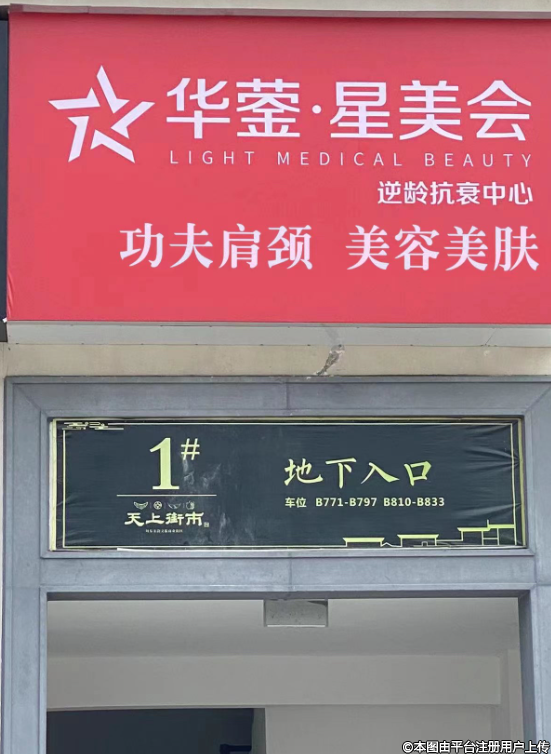 华蓥·星美会
LIGHT MEDICAL BEAUTY
逆龄抗衰中心
功夫肩颈 美容美肤
1#
地下入口
车位 B771-B797 B810-B833
天上街市
©本图由平台注册用户上传